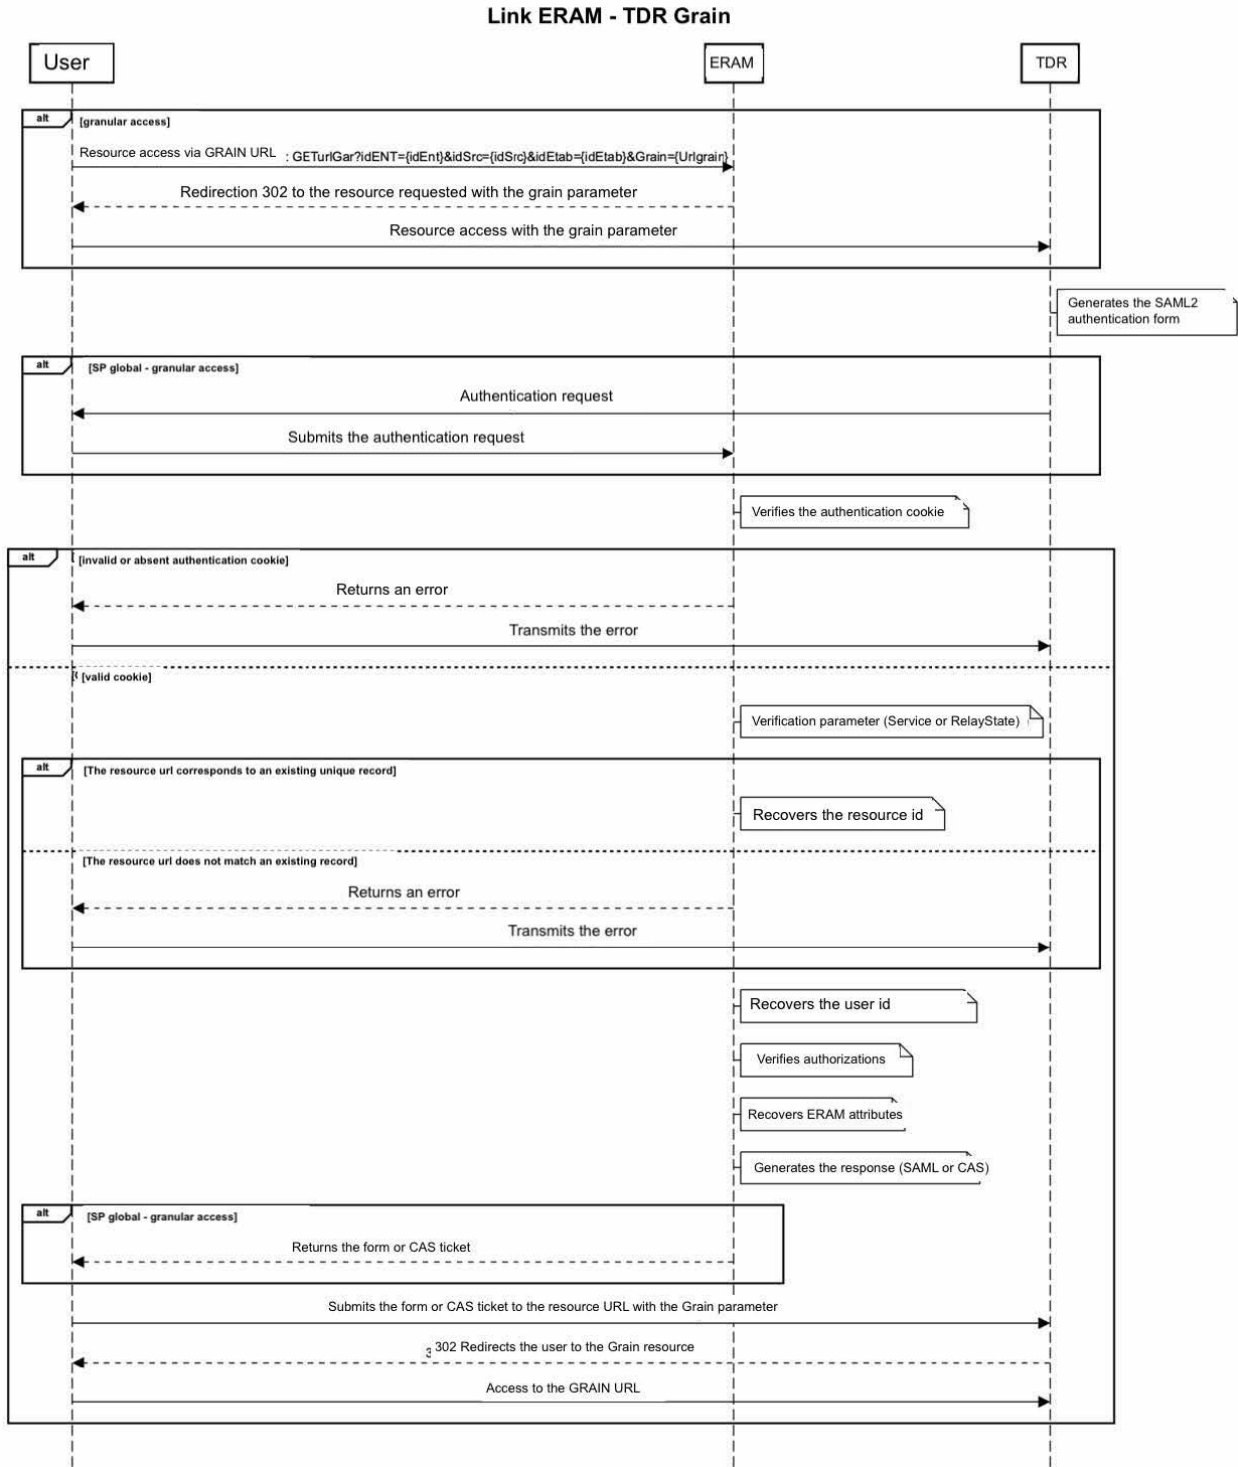 Link ERAM - TDR Grain
User
ERAM
TDR
alt
[granular access]
Resource access via GRAIN URL : GETurlGar?idENT={idEnt}&idSrc={idSrc}&idEtab={idEtab}&Grain={Urlgrain}
Redirection 302 to the resource requested with the grain parameter
Resource access with the grain parameter
Generates the SAML2
authentication form
alt
[SP global - granular access]
Authentication request
Submits the authentication request
Verifies the authentication cookie
alt
[invalid or absent authentication cookie]
Returns an error
Transmits the error
[valid cookie]
Verification parameter (Service or RelayState)
alt
[The resource url corresponds to an existing unique record]
Recovers the resource id
[The resource url does not match an existing record]
Returns an error
Transmits the error
Recovers the user id
Verifies authorizations
Recovers ERAM attributes
Generates the response (SAML or CAS)
alt
[SP global - granular access]
Returns the form or CAS ticket
Submits the form or CAS ticket to the resource URL with the Grain parameter
302 Redirects the user to the Grain resource
Access to the GRAIN URL